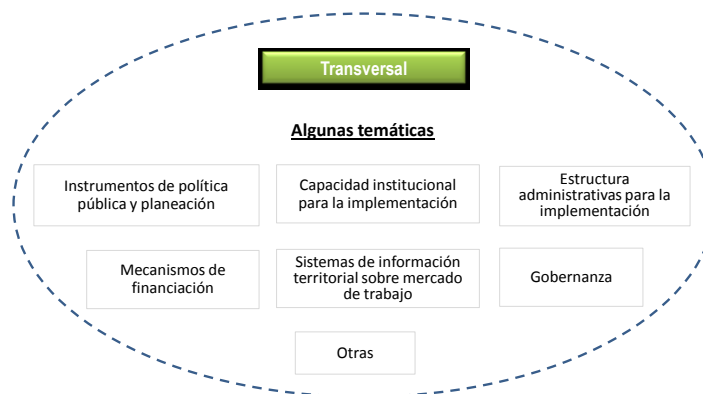 Transversal
Algunas temáticas
Instrumentos de política
pública y planeación
Capacidad institucional
para la implementación
Estructura
administrativas para la
implementación
Mecanismos de
financiación
Sistemas de información
territorial sobre mercado
de trabajo
Gobernanza
Otras